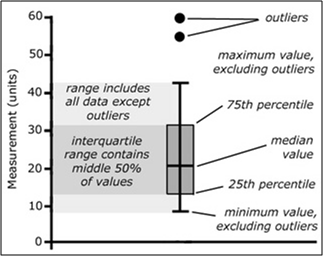 Measurement (units)
60
50
40
30
20
10
0
range includes
all data except
outliers
interquartile
range contains
middle 50%
of values
outliers
maximum value,
excluding outliers
75th percentile
median
value
25th percentile
minimum value,
excluding outliers